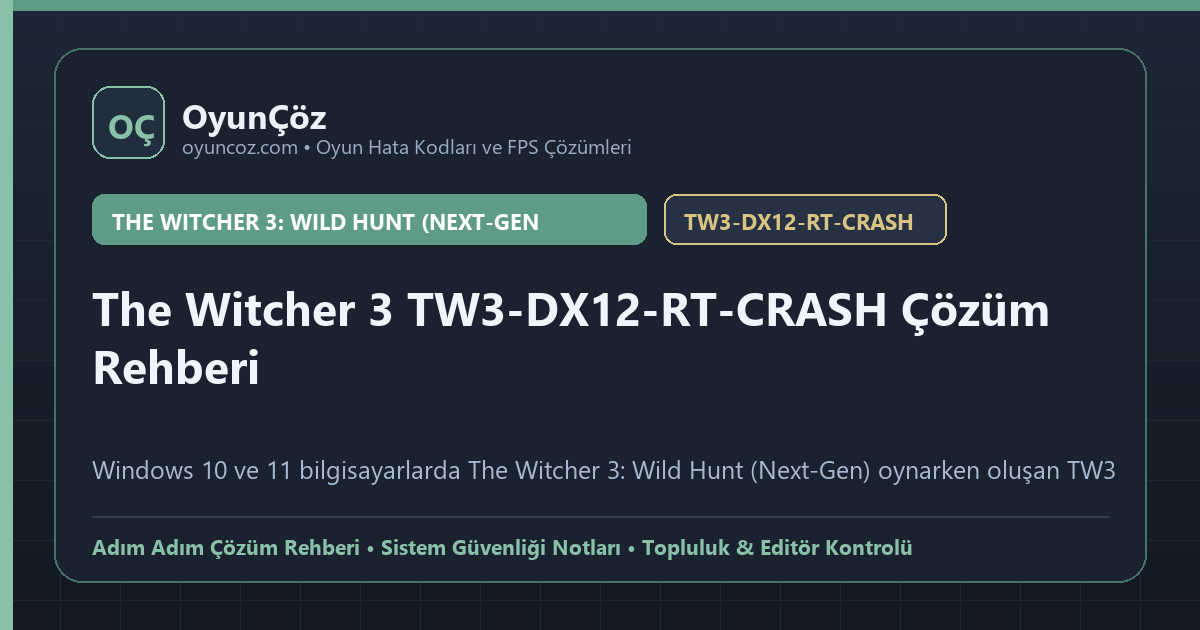 OÇ
OyunÇöz
oyuncoz.com • Oyun Hata Kodları ve FPS Çözümleri
THE WITCHER 3: WILD HUNT (NEXT-GEN
TW3-DX12-RT-CRASH
The Witcher 3 TW3-DX12-RT-CRASH Çözüm
Rehberi
Windows 10 ve 11 bilgisayarlarda The Witcher 3: Wild Hunt (Next-Gen) oynarken oluşan TW3
Adım Adım Çözüm Rehberi • Sistem Güvenliği Notları • Topluluk & Editör Kontrolü